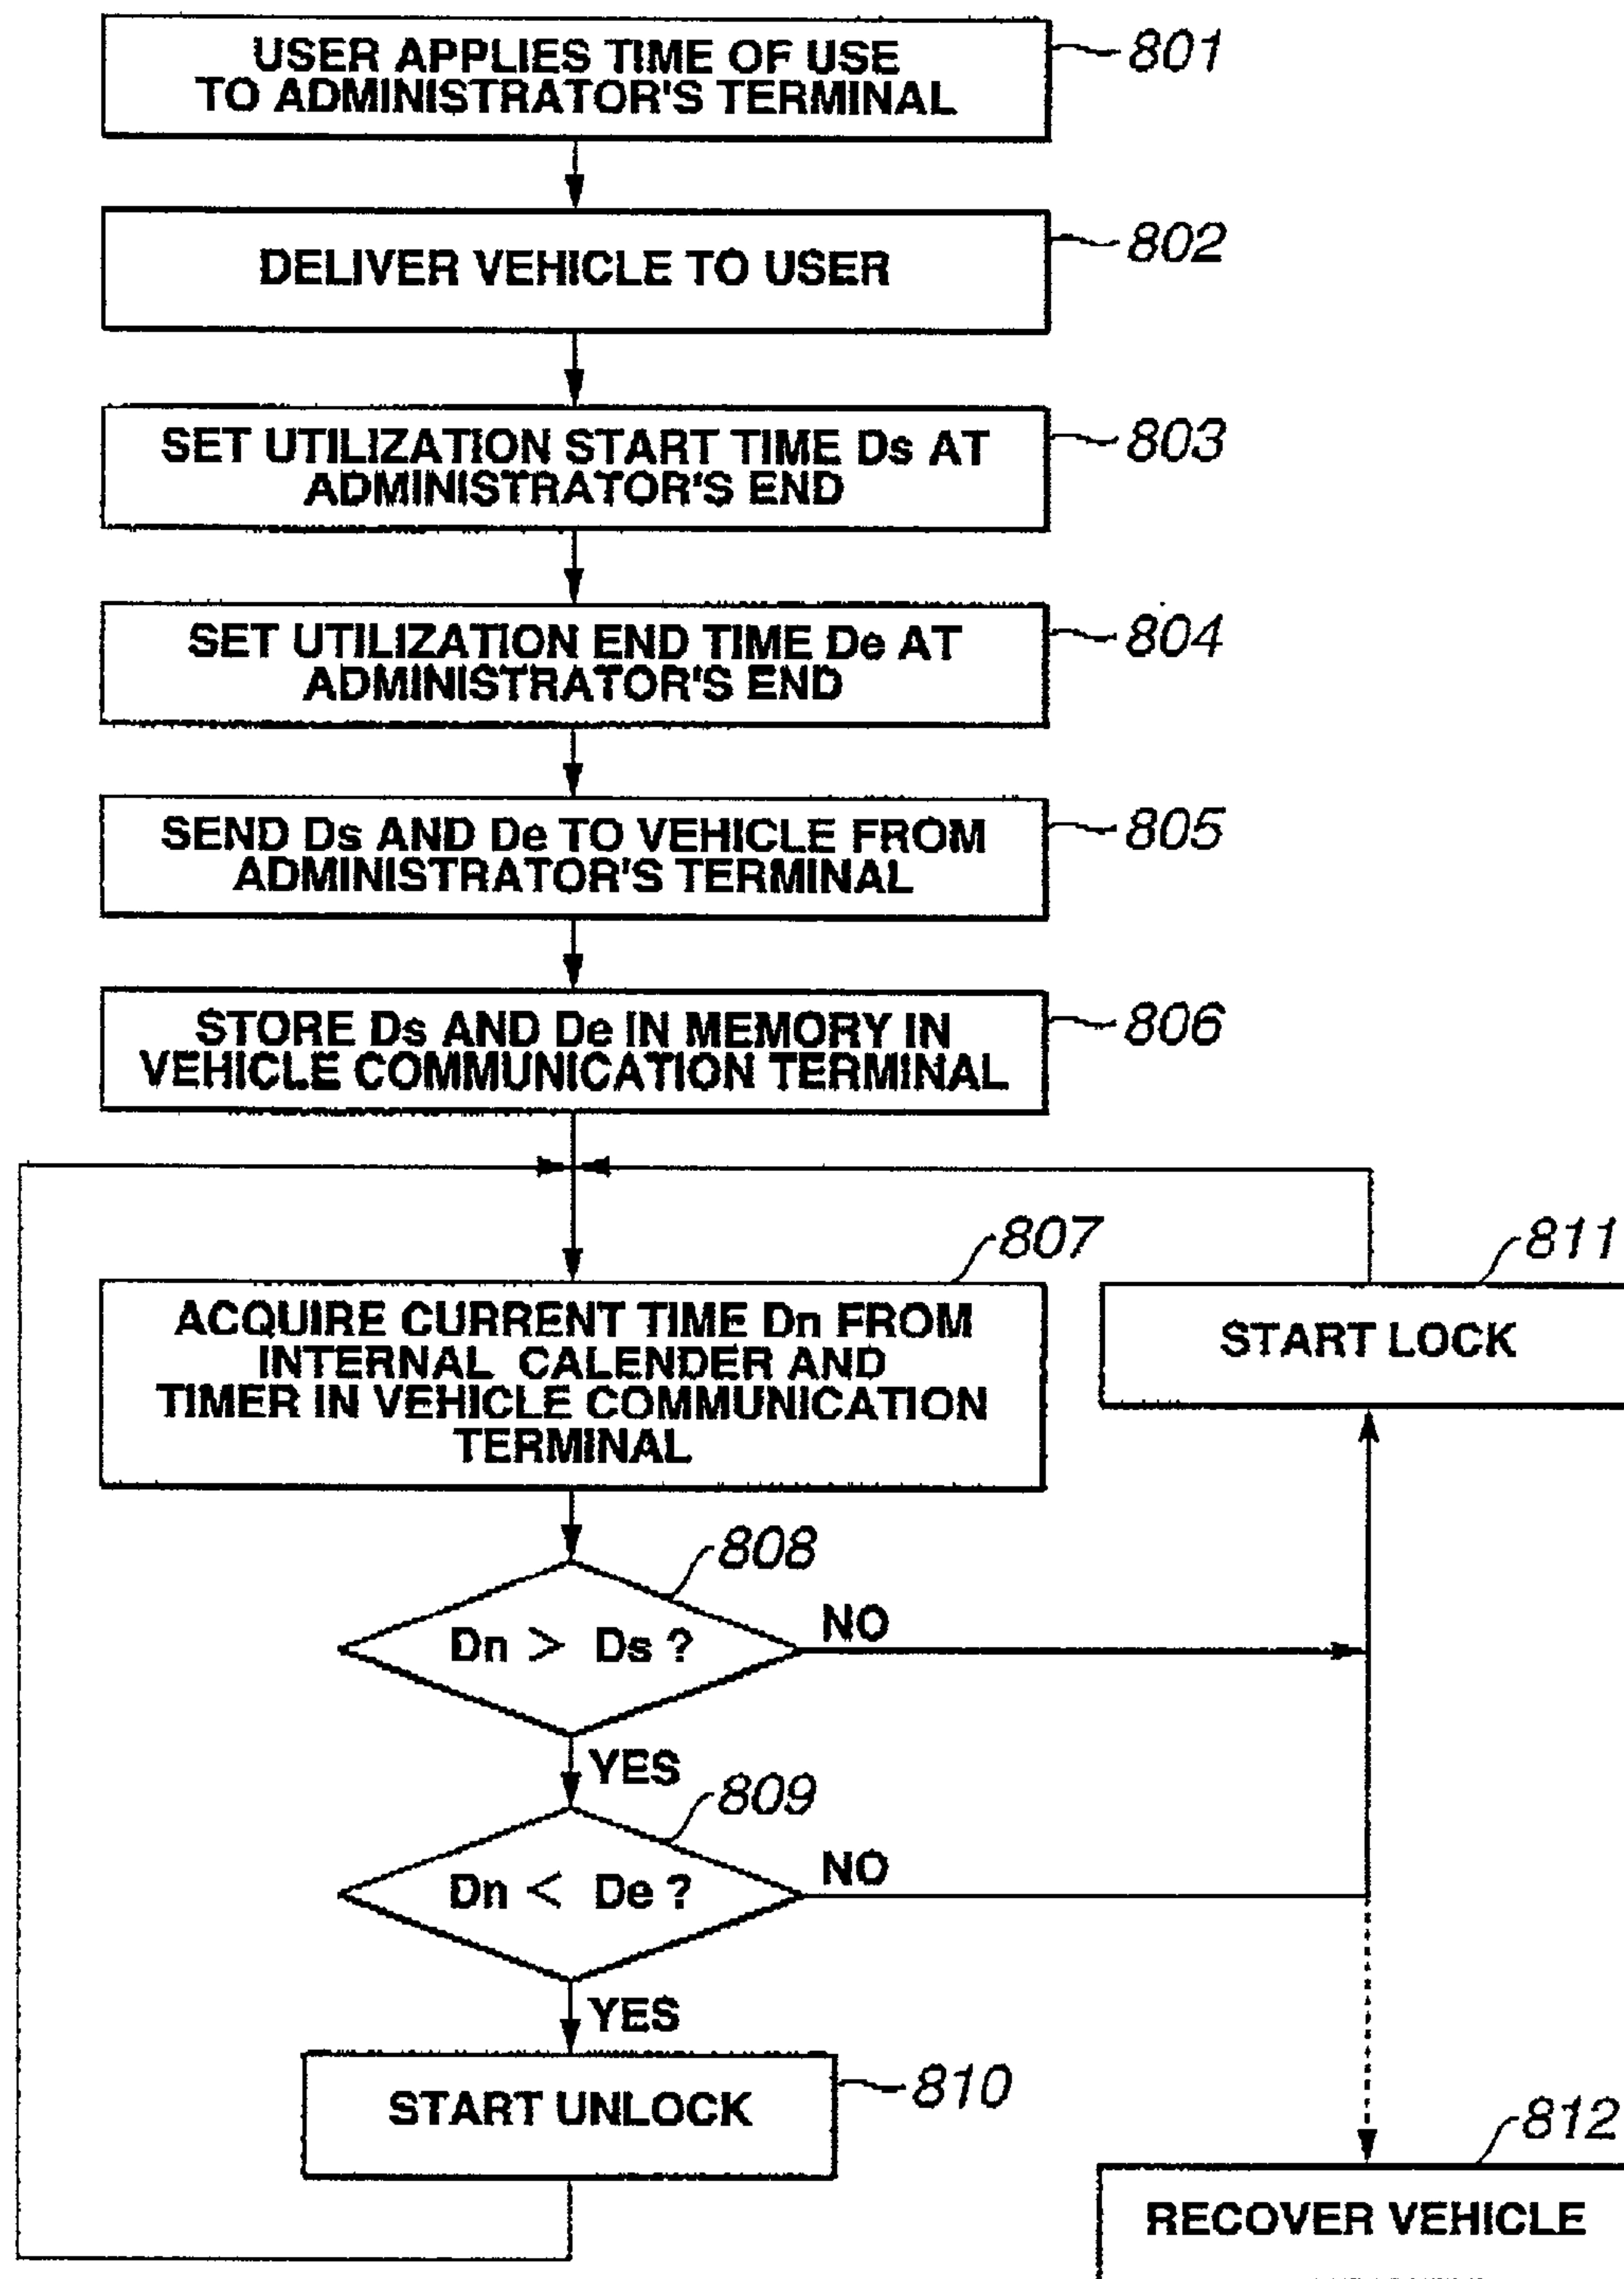 USER APPLIES TIME OF USE
TO ADMINISTRATOR'S TERMINAL
801
DELIVER VEHICLE TO USER
802
SET UTILIZATION START TIME Ds AT
ADMINISTRATOR'S END
803
SET UTILIZATION END TIME De AT
ADMINISTRATOR'S END
804
SEND Ds AND De TO VEHICLE FROM
ADMINISTRATOR'S TERMINAL
805
STORE Ds AND De IN MEMORY IN
VEHICLE COMMUNICATION TERMINAL
806
807
ACQUIRE CURRENT TIME Dn FROM
INTERNAL CALENDER AND
TIMER IN VEHICLE COMMUNICATION
TERMINAL
811
START LOCK
808
Dn > Ds ?
NO
YES
809
Dn < De ?
NO
YES
START UNLOCK
810
812
RECOVER VEHICLE